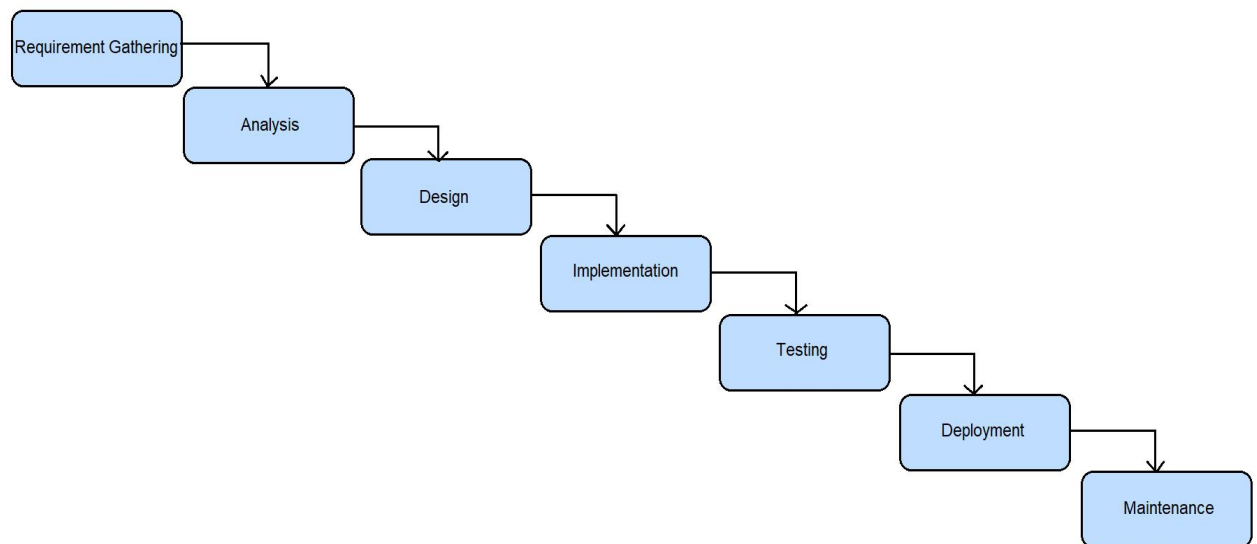 Requirement Gathering
Analysis
Design
Implementation
Testing
Deployment
Maintenance